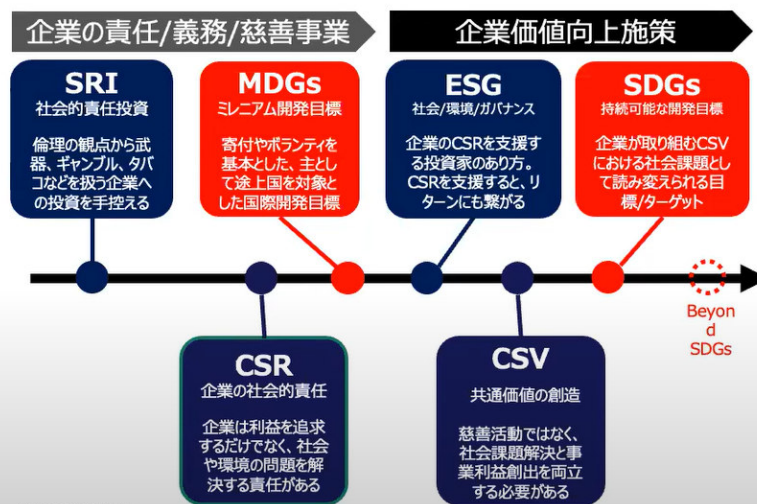 企業の責任/義務/慈善事業
企業価値向上施策
SRI
社会的責任投資
倫理の観点から武
器、ギャンブル、タバ
コなどを扱う企業へ
の投資を手控える
MDGs
ミレニアム開発目標
寄付やボランティを
基本とした、主とし
て途上国を対象と
した国際開発目標
ESG
社会/環境/ガバナンス
企業のCSRを支援す
る投資家のあり方。
CSRを支援すると、リ
ターンにも繋がる
SDGs
持続可能な開発目標
企業が取り組むCSV
における社会課題とし
て読み変えられる目
標/ターゲット
Beyon
d
SDGs
CSR
企業の社会的責任
企業は利益を追求
するだけでなく、社会
や環境の問題を解
決する責任がある
CSV
共通価値の創造
慈善活動ではなく、
社会課題解決と事
業利益創出を両立
する必要がある